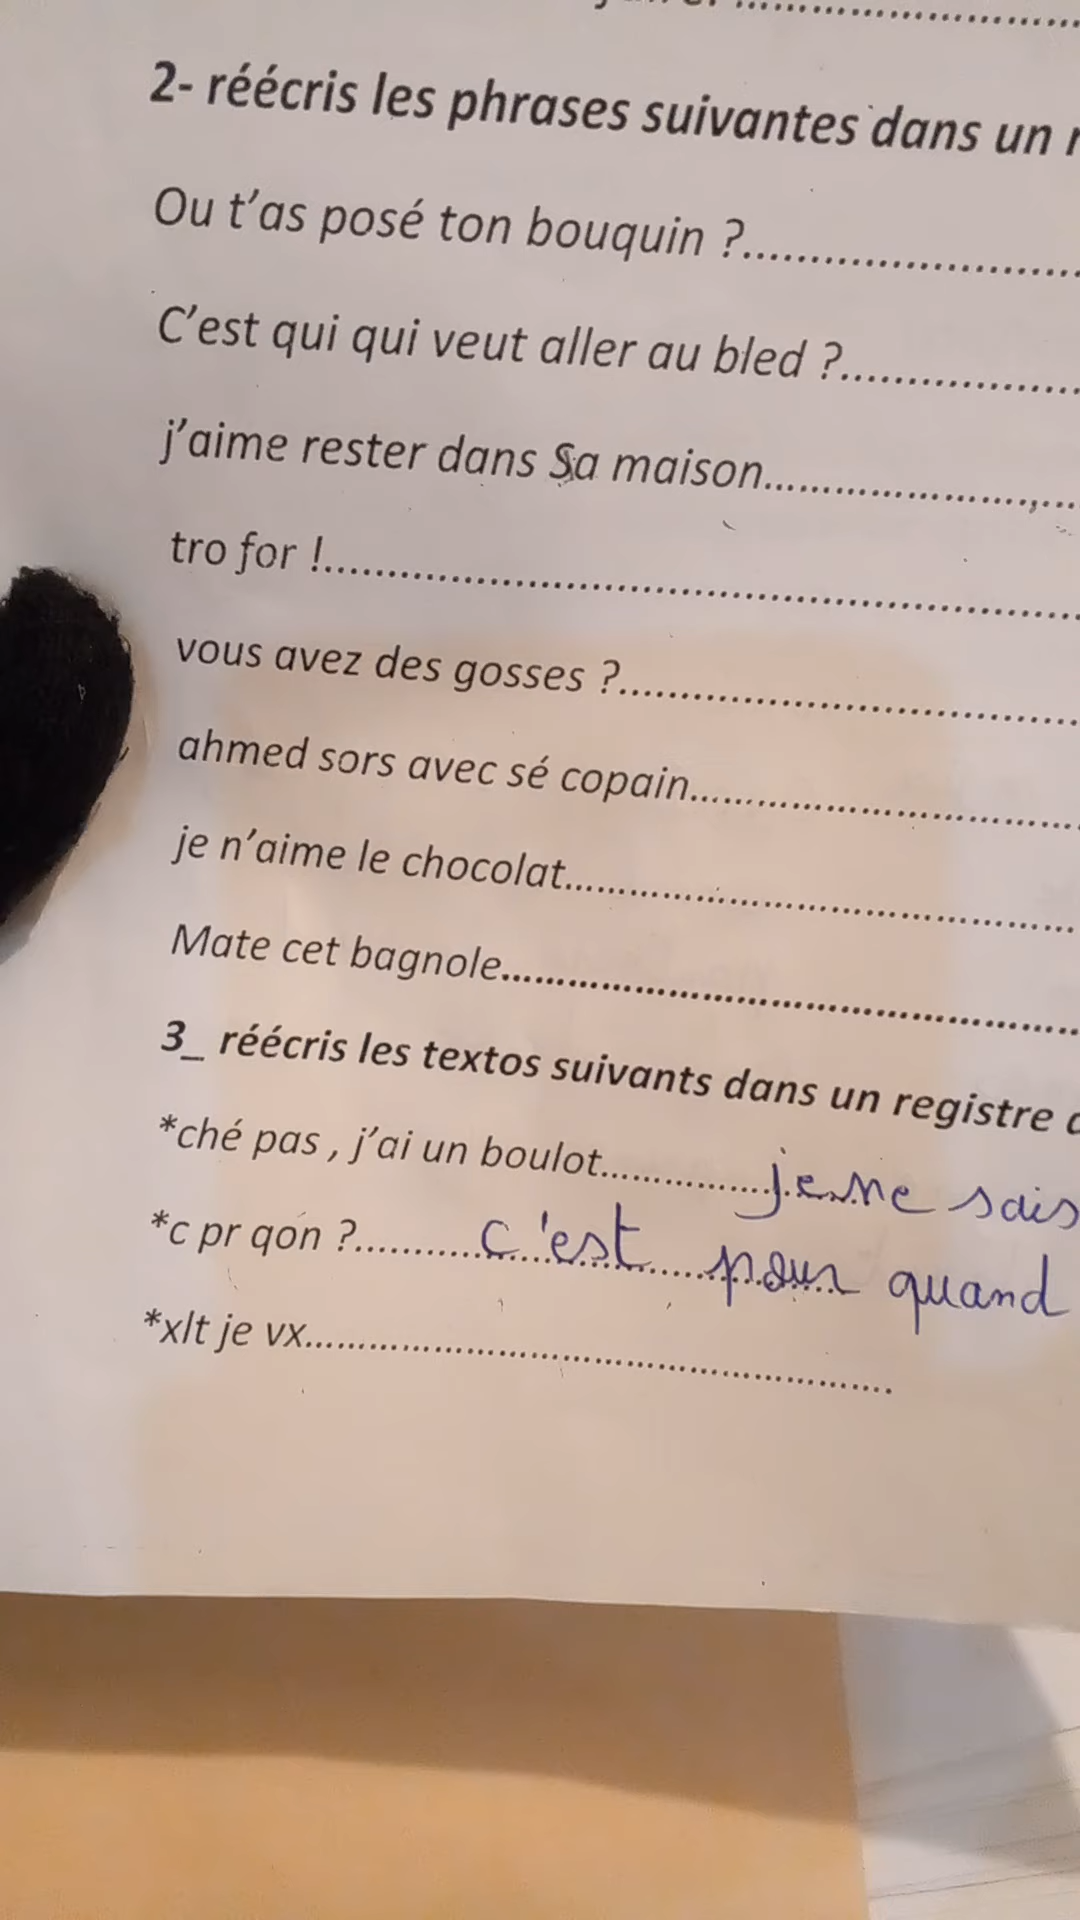 2- réécris les phrases suivantes dans un
Ou t'as posé ton bouquin ?........................
C'est qui qui veut aller au bled ?..................
j'aime rester dans Sa maison........................
tro for !............................................................
vous avez des gosses ?....................................
ahmed sors avec sé copain..............................
je n'aime le chocolat.......................................
Mate cet bagnole..............................................
3_ réécris les textos suivants dans un registre
*ché pas , j'ai un boulot................ je ne sais
*c pr qon ?............ c'est pour quand
*xlt je vx.............................................